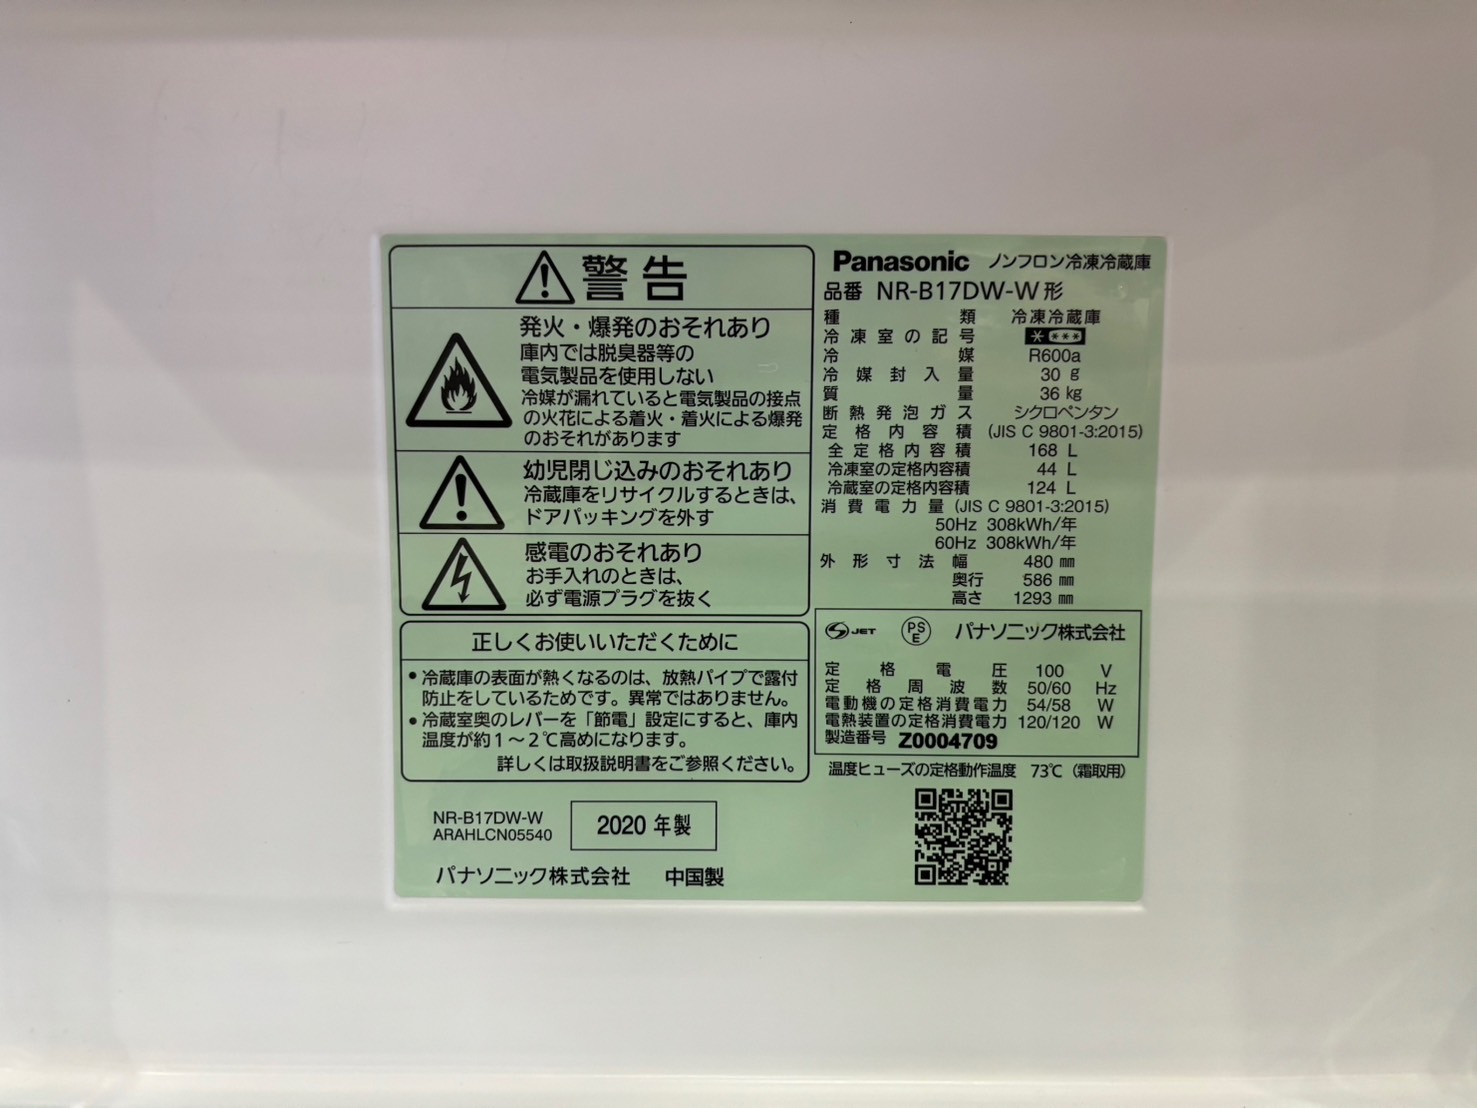 警告
発火・爆発のおそれあり
庫内では脱臭器等の
電気製品を使用しない
冷媒が漏れていると電気製品の接点
の火花による着火・着火による爆発
のおそれがあります
幼児閉じ込みのおそれあり
冷蔵庫をリサイクルするときは、
ドアパッキングを外す
感電のおそれあり
お手入れのときは、
必ず電源プラグを抜く
正しくお使いいただくために
●冷蔵庫の表面が熱くなるのは、放熱パイプで露付
防止をしているためです。異常ではありません。
●冷蔵室奥のレバーを「節電」設定にすると、庫内
温度が約1～2℃高めになります。
詳しくは取扱説明書をご参照ください。
NR-B17DW-W
ARAHLCN05540
2020 年製
パナソニック株式会社 中国製
Panasonic ノンフロン冷凍冷蔵庫
品番 NR-B17DW-W 形
種類 冷凍冷蔵庫
冷凍室の記号 * ***
冷媒 R600a
冷媒封入量 30 g
質量 36 kg
断熱発泡ガス シクロペンタン
定格内容積 (JIS C 9801-3:2015)
全定格内容積 168 L
冷凍室の定格内容積 44 L
冷蔵室の定格内容積 124 L
消費電力量 (JIS C 9801-3:2015)
50Hz 308kWh/年
60Hz 308kWh/年
外形寸法 幅 480 mm
奥行 586 mm
高さ 1293 mm
S JET PS E パナソニック株式会社
定格電圧 100 V
定格周波数 50/60 Hz
電動機の定格消費電力 54/58 W
電熱装置の定格消費電力 120/120 W
製造番号 Z0004709
温度ヒューズの定格動作温度 73℃（霜取用）